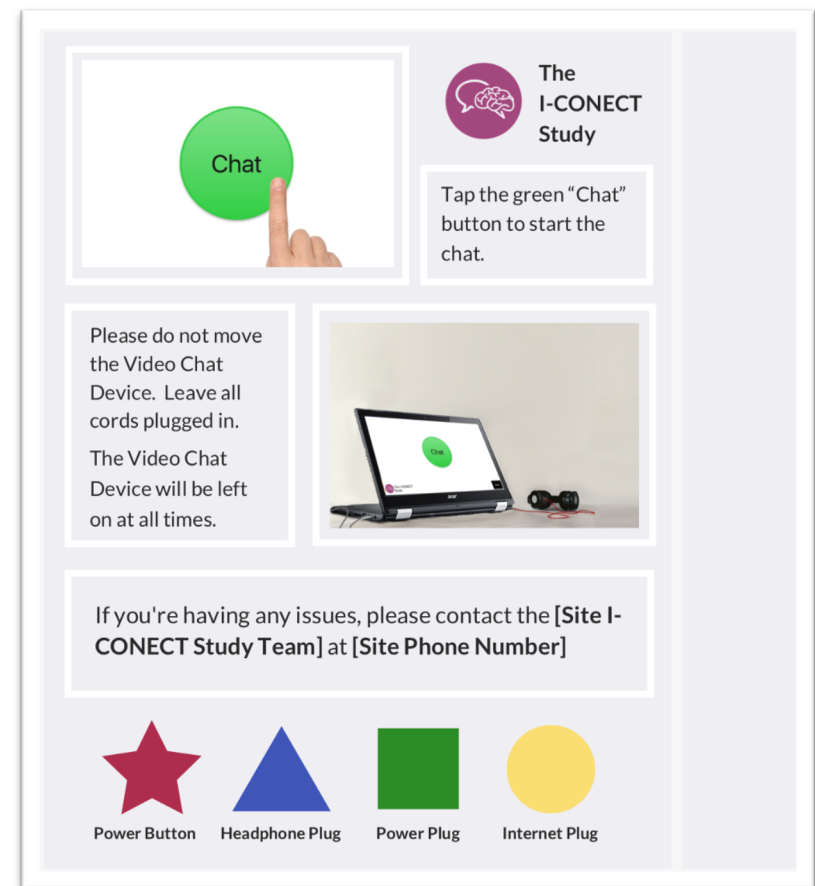 Chat
The
I-CONECT
Study
Tap the green “Chat”
button to start the
chat.
Please do not move
the Video Chat
Device. Leave all
cords plugged in.
The Video Chat
Device will be left
on at all times.
Chat
acer
If you're having any issues, please contact the [Site I-
CONECT Study Team] at [Site Phone Number]
Power Button
Headphone Plug
Power Plug
Internet Plug